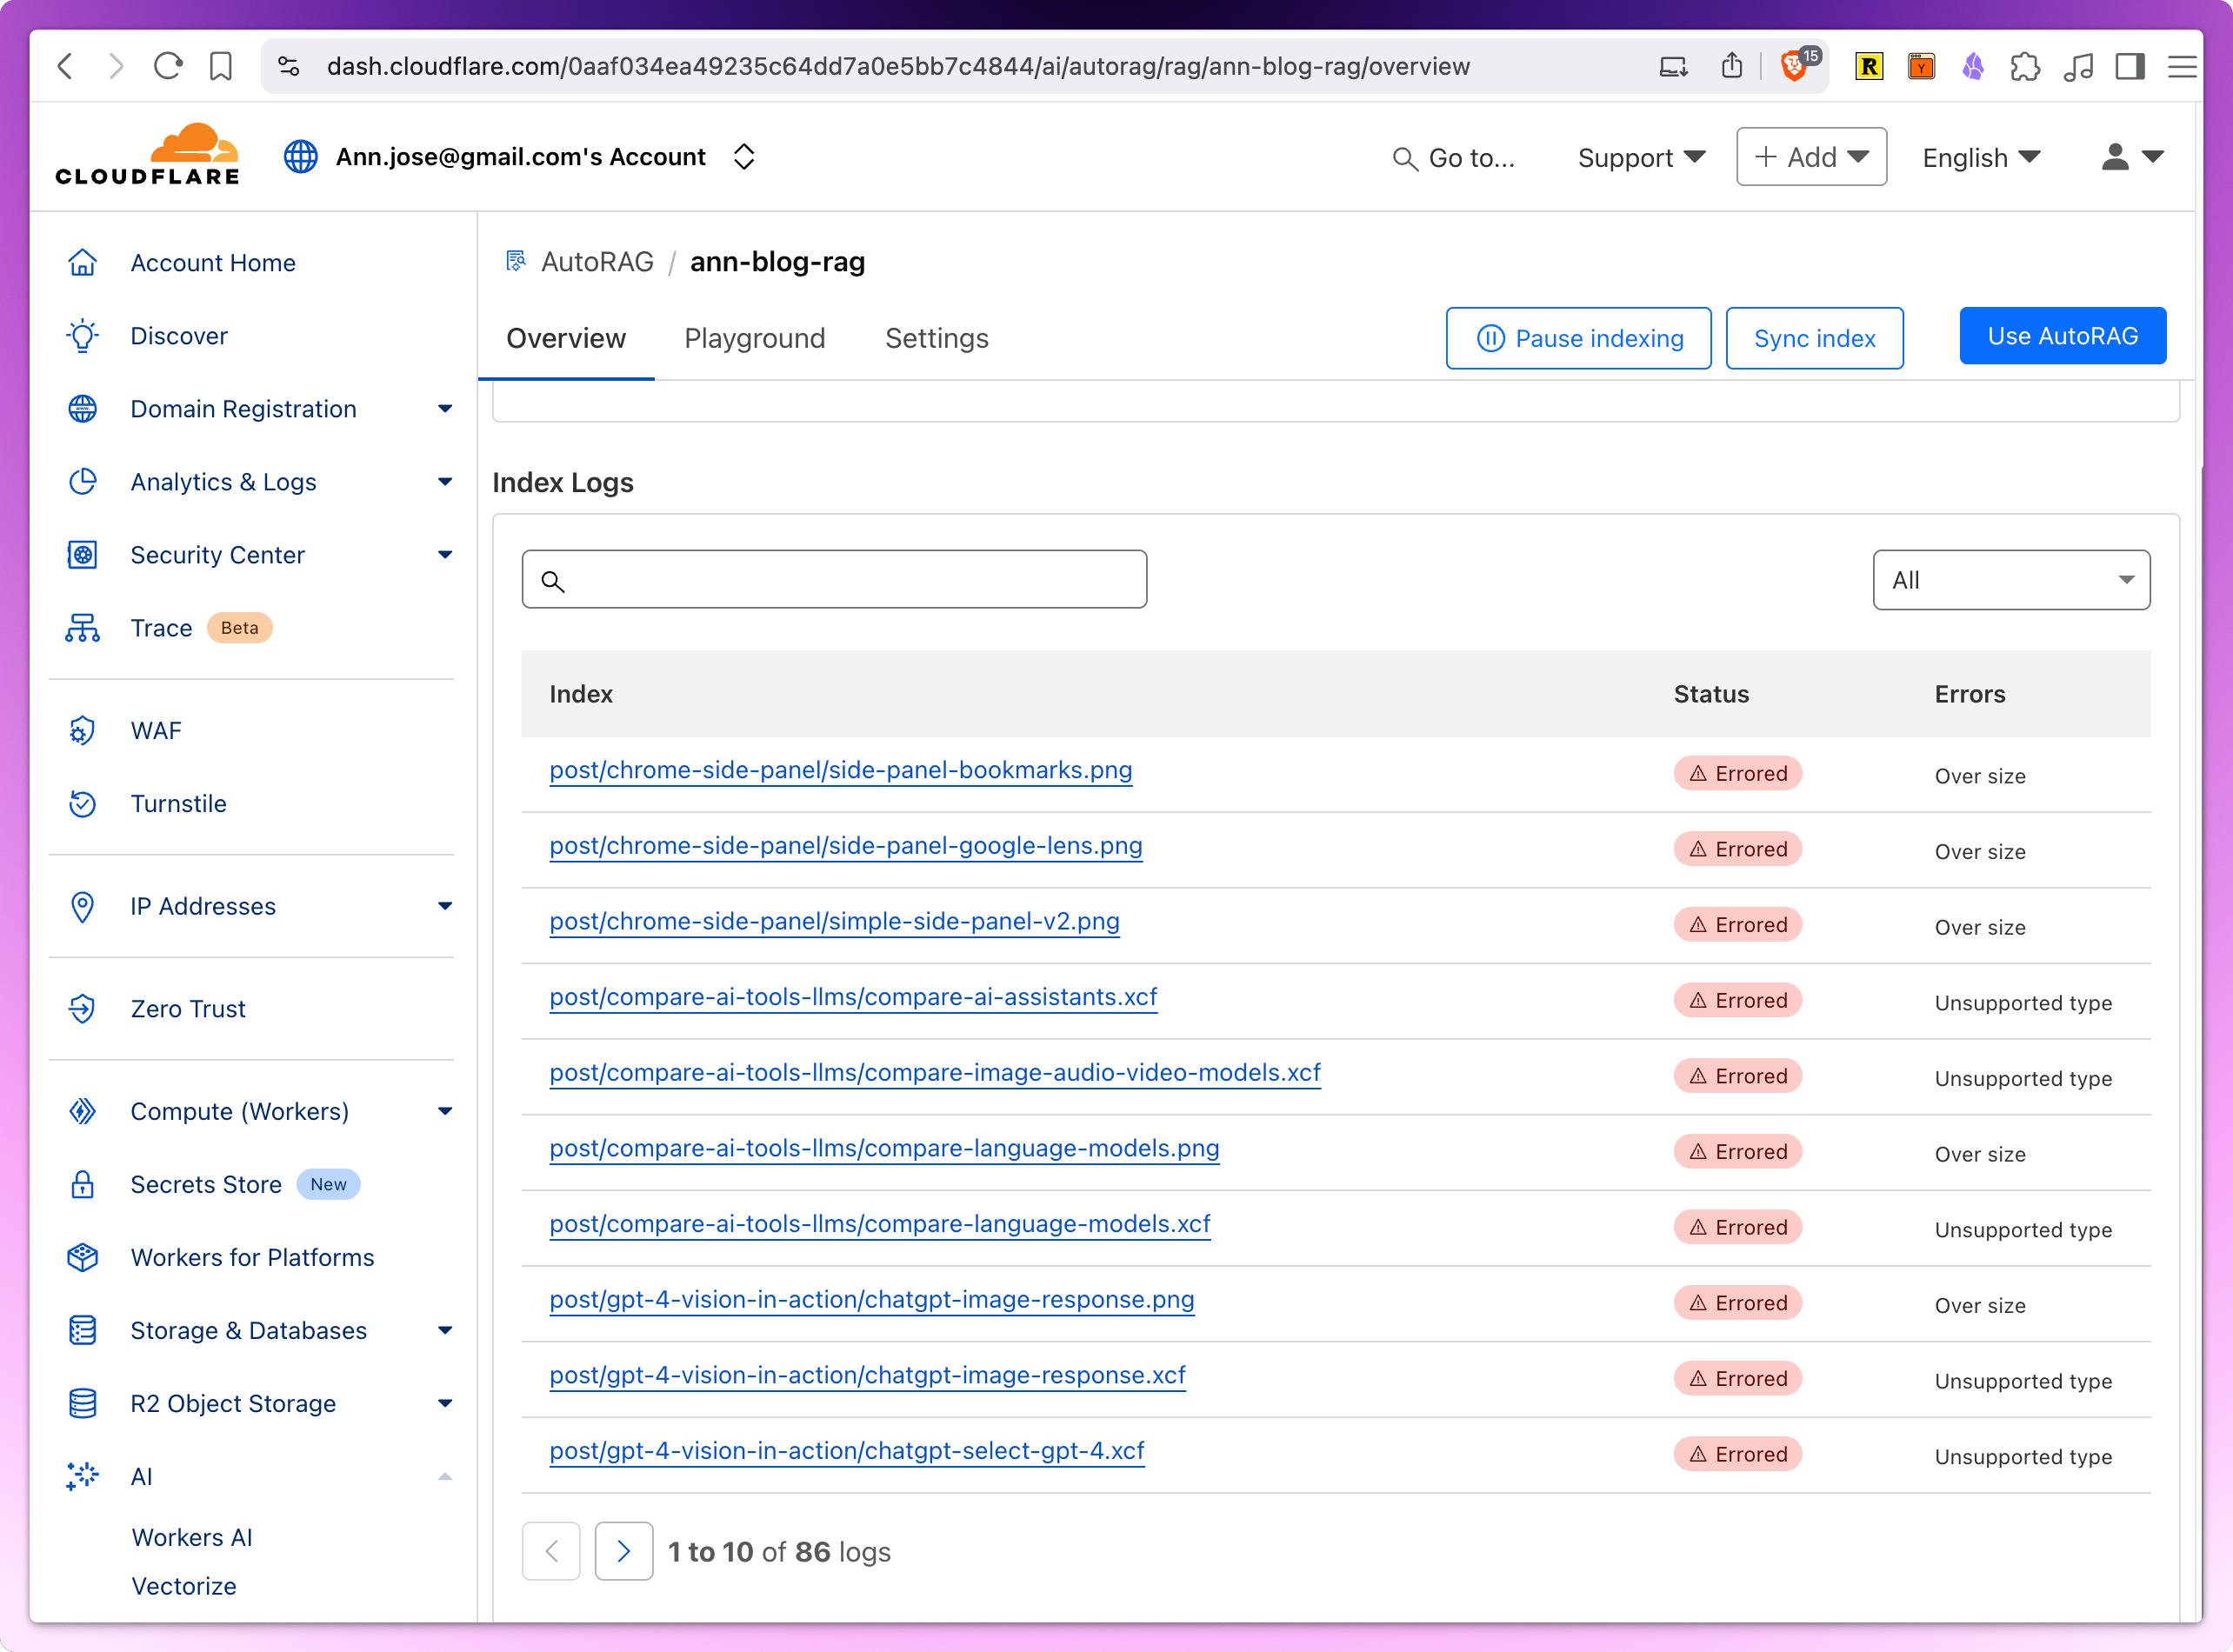 dash.cloudflare.com/0aaf034ea49235c64dd7a0e5bb7c4844/ai/autorag/rag/ann-blog-rag/overview
15
CLOUDFLARE
Ann.jose@gmail.com's Account
Go to...
Support
+ Add
English
Account Home
Discover
Domain Registration
Analytics & Logs
Security Center
Trace Beta
WAF
Turnstile
IP Addresses
Zero Trust
Compute (Workers)
Secrets Store New
Workers for Platforms
Storage & Databases
R2 Object Storage
AI
Workers AI
Vectorize
AutoRAG / ann-blog-rag
Overview Playground Settings
Pause indexing
Sync index
Use AutoRAG
Index Logs
All
Index Status Errors
post/chrome-side-panel/side-panel-bookmarks.png Errored Over size
post/chrome-side-panel/side-panel-google-lens.png Errored Over size
post/chrome-side-panel/simple-side-panel-v2.png Errored Over size
post/compare-ai-tools-llms/compare-ai-assistants.xcf Errored Unsupported type
post/compare-ai-tools-llms/compare-image-audio-video-models.xcf Errored Unsupported type
post/compare-ai-tools-llms/compare-language-models.png Errored Over size
post/compare-ai-tools-llms/compare-language-models.xcf Errored Unsupported type
post/gpt-4-vision-in-action/chatgpt-image-response.png Errored Over size
post/gpt-4-vision-in-action/chatgpt-image-response.xcf Errored Unsupported type
post/gpt-4-vision-in-action/chatgpt-select-gpt-4.xcf Errored Unsupported type
1 to 10 of 86 logs